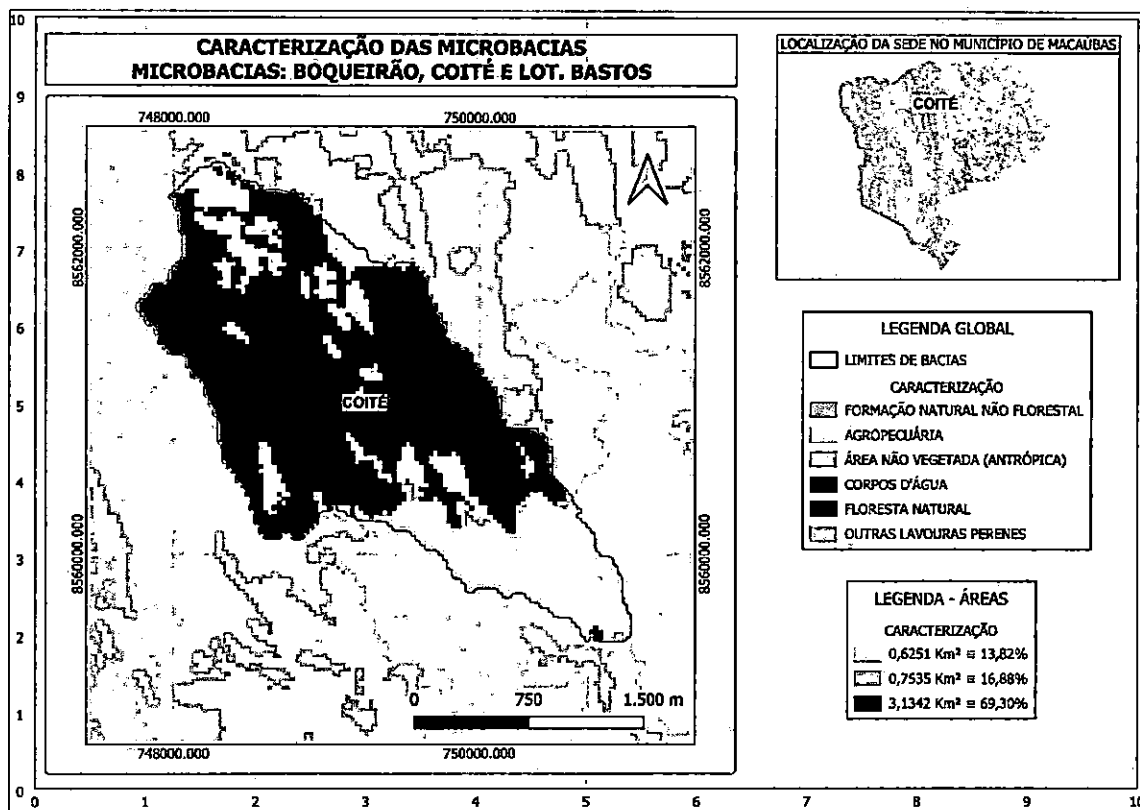 10
9
8
7
6
5
4
3
2
1
0
CARACTERIZAÇÃO DAS MICROBACIAS
MICROBACIAS: BOQUEIRÃO, COITÉ E LOT. BASTOS
748000.000 750000.000
8562000.000 8562000.000
COITÉ
8560000.000 8560000.000
0 750 1.500 m
748000.000 750000.000
LOCALIZAÇÃO DA SEDE NO MUNICÍPIO DE MACAÚBAS
COITÉ
LEGENDA GLOBAL
LIMITES DE BACIAS
CARACTERIZAÇÃO
FORMAÇÃO NATURAL NÃO FLORESTAL
AGROPECUÁRIA
ÁREA NÃO VEGETADA (ANTRÓPICA)
CORPOS D'ÁGUA
FLORESTA NATURAL
OUTRAS LAVOURAS PERENES
LEGENDA - ÁREAS
CARACTERIZAÇÃO
0,6251 Km² = 13,82%
0,7535 Km² = 16,88%
3,1342 Km² = 69,30%
0 1 2 3 4 5 6 7 8 9 10